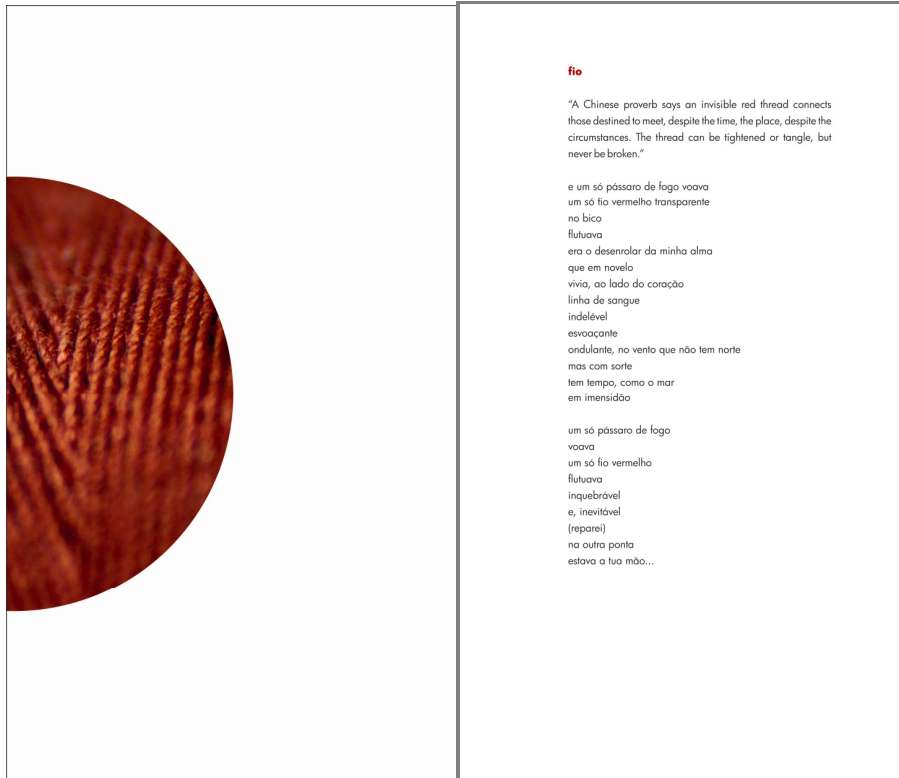 fio
“A Chinese proverb says an invisible red thread connects
those destined to meet, despite the time, the place, despite the
circumstances. The thread can be tightened or tangle, but
never be broken.”
e um só pássaro de fogo voava
um só fio vermelho transparente
no bico
flutuava
era o desenrolar da minha alma
que em novelo
vivia, ao lado do coração
linha de sangue
indelével
esvoaçante
ondulante, no vento que não tem norte
mas com sorte
tem tempo, como o mar
em imensidão
um só pássaro de fogo
voava
um só fio vermelho
flutuava
inquebrável
e, inevitável
(reparei)
na outra ponta
estava a tua mão...